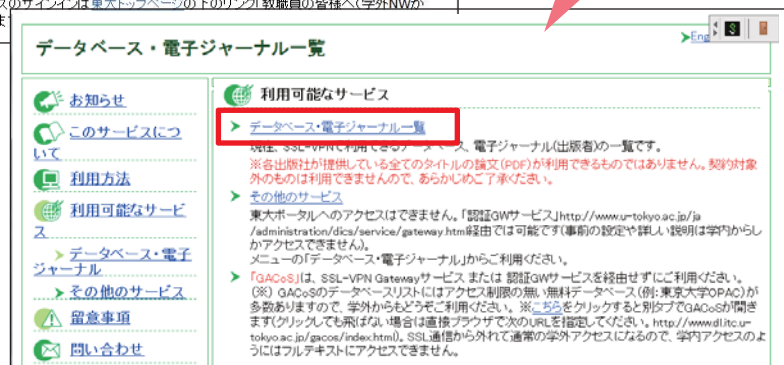 スのサインインは東大トップページの下のリンク「教職員の皆様へ(学外NWか
データベース・電子ジャーナル一覧
Eng
お知らせ
このサービスについて
利用方法
利用可能なサービス
データベース・電子ジャーナル
その他のサービス
留意事項
問い合わせ
利用可能なサービス
データベース・電子ジャーナル一覧
現在、SSL-VPNで利用できるデータベース、電子ジャーナル(出版者)の一覧です。
※各出版社が提供している全てのタイトルの論文(PDF)が利用できるものではありません。契約対象
外のものは利用できませんので、あらかじめご了承ください。
その他のサービス
東大ポータルへのアクセスはできません。「認証GWサービス」http://www.u-tokyo.ac.jp/ja
/administration/dics/service/gateway.html経由では可能です(事前の設定や詳しい説明は学内からし
かアクセスできません)。
メニューの「データベース・電子ジャーナル」からご利用ください。
「GACoS」は、SSL-VPN Gatewayサービス または 認証GWサービスを経由せずにご利用ください。
(※) GACoSのデータベースリストにはアクセス制限の無い無料データベース(例:東京大学OPAC)が
多数ありますので、学外からもどうぞご利用ください。 ※こちらをクリックすると別タブでGACoSが開き
ます(クリックしても飛ばない場合は直接ブラウザで次のURLを指定してください。http://www.dl.itc.u-
tokyo.ac.jp/gacos/index.html)。SSL通信から外れて通常の学外アクセスになるので、学内アクセスのよ
うにはフルテキストにアクセスできません。